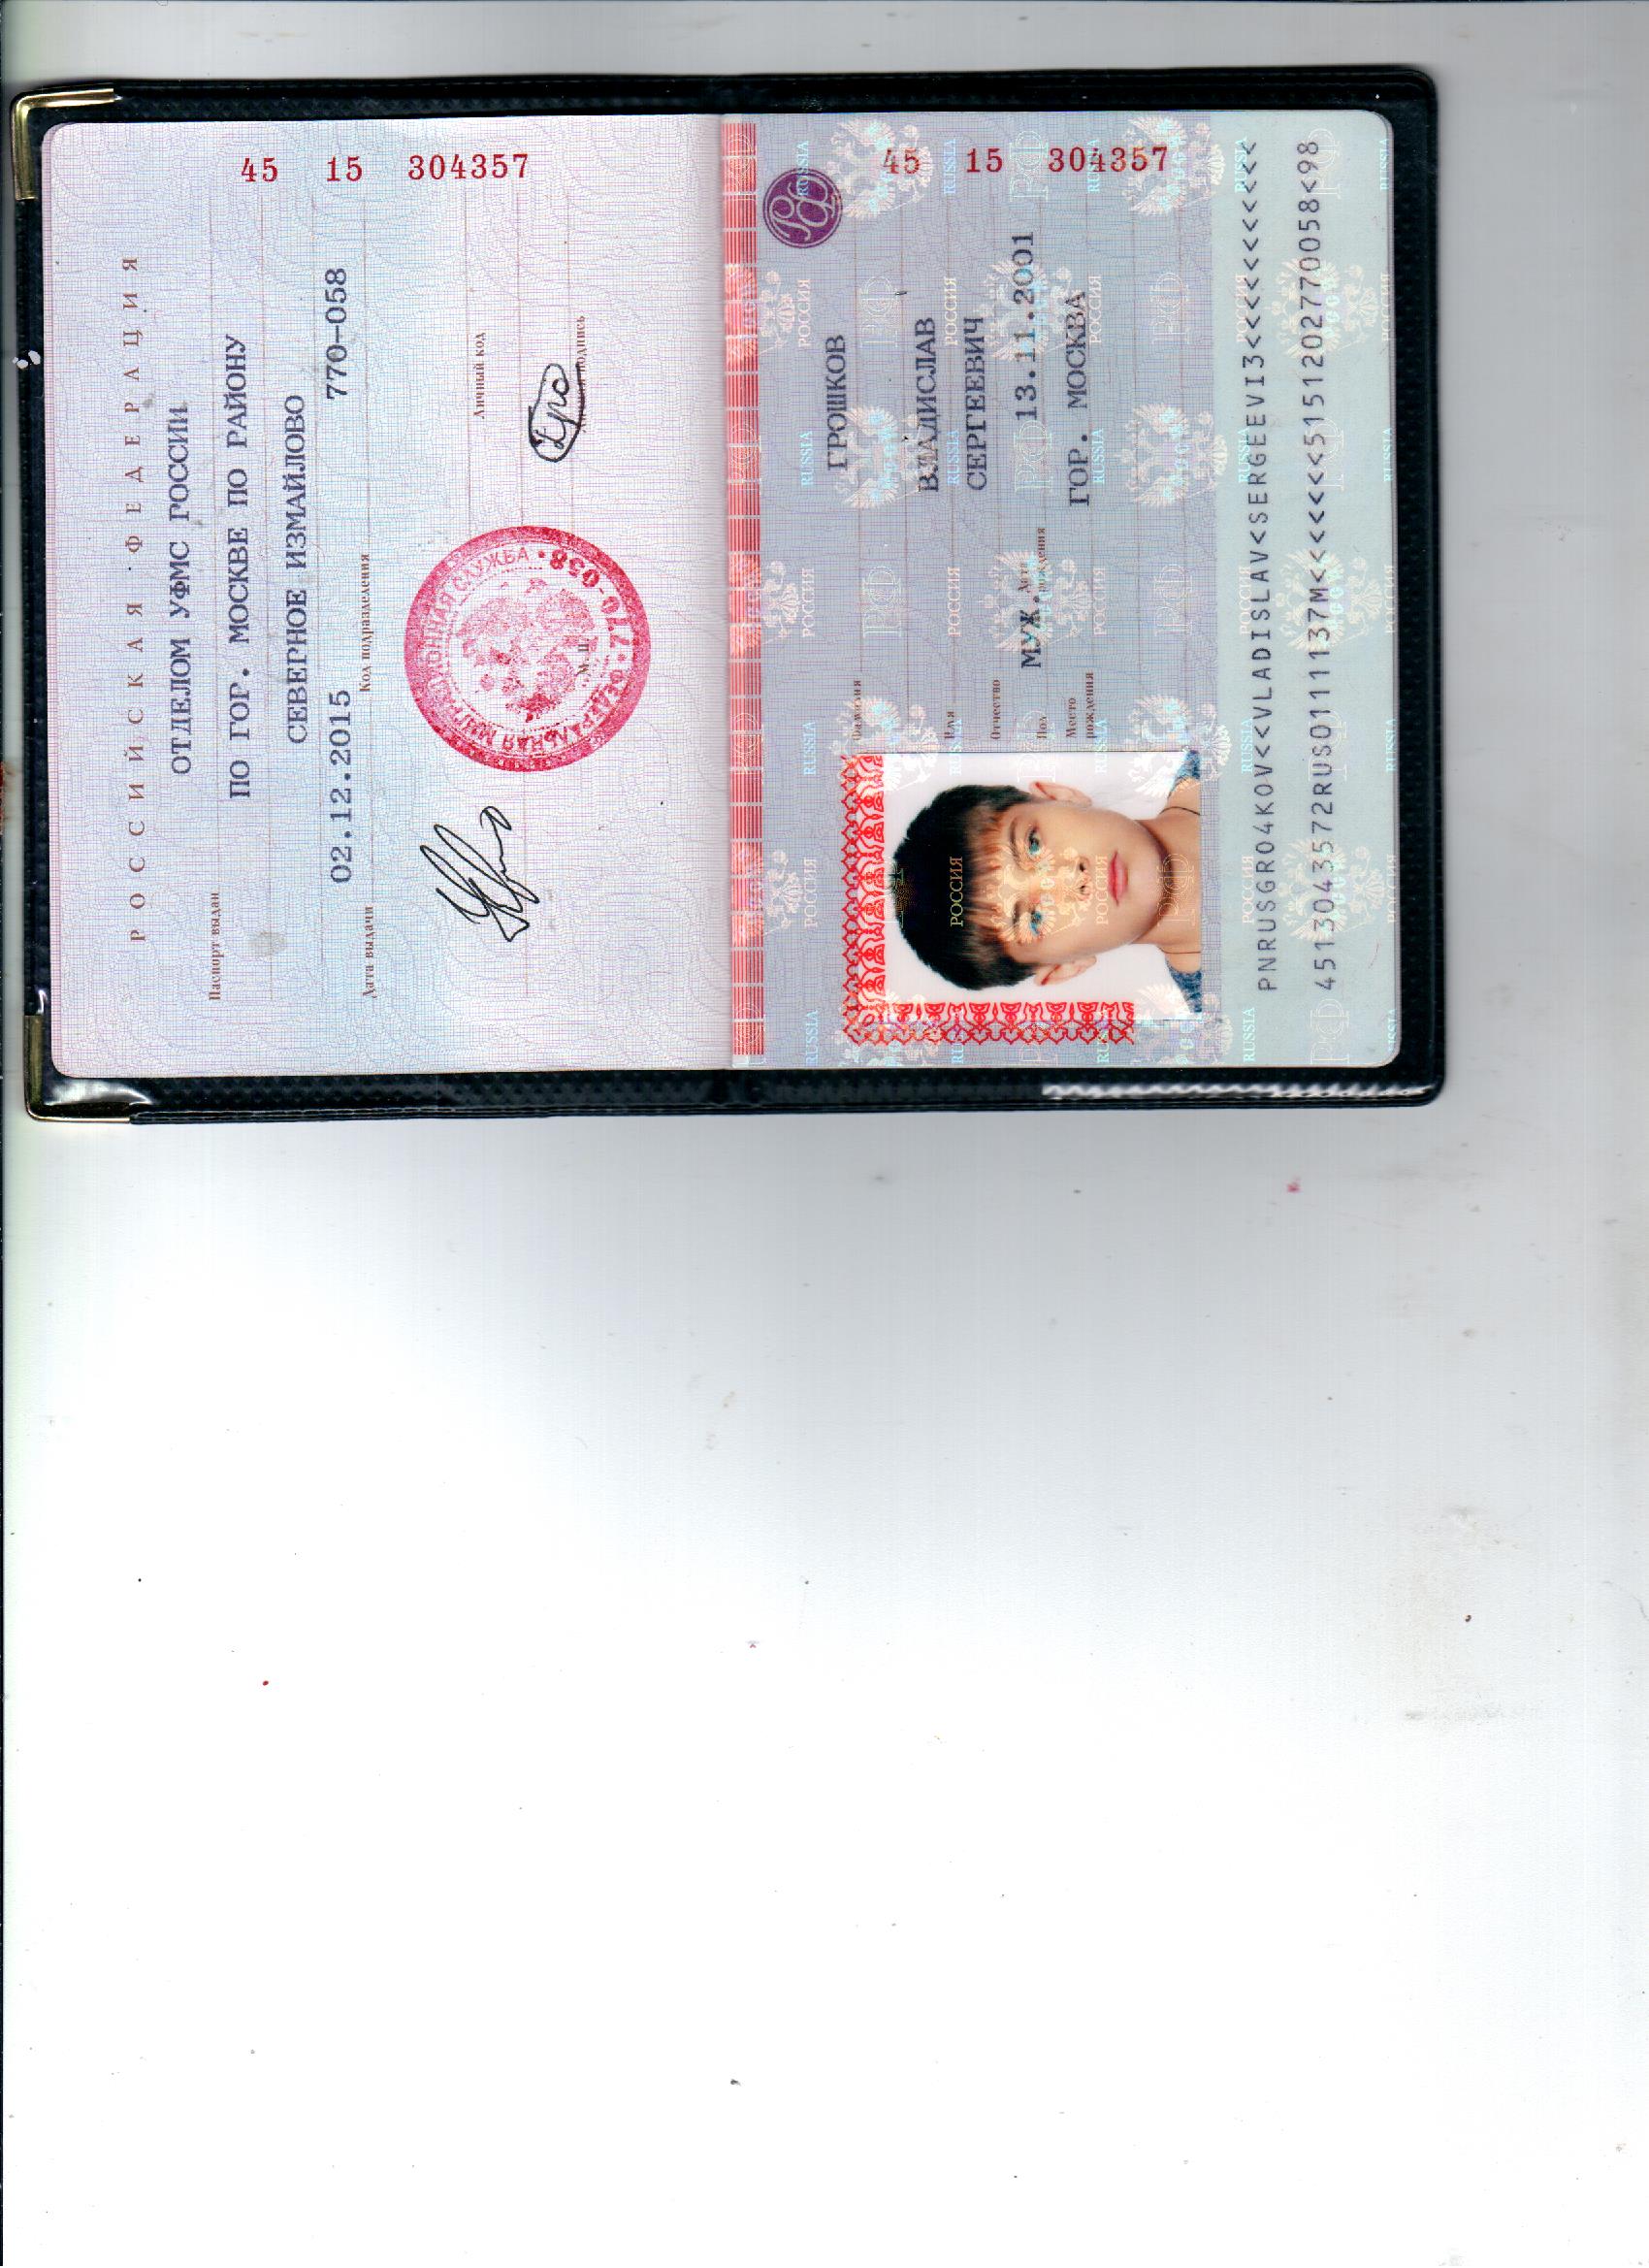 РОССИЙСКАЯ ФЕДЕРАЦИЯ
45 15 304357
Паспорт выдан
ОТДЕЛОМ УФМС РОССИИ
ПО ГОР. МОСКВЕ ПО РАЙОНУ
СЕВЕРНОЕ ИЗМАЙЛОВО
Дата выдачи 02.12.2015 Код подразделения 770-058
Личный код
подпись
ФЕДЕРАЛЬНАЯ МИГРАЦИОННАЯ СЛУЖБА • 770-058
45 15 304357
Фамилия ГРОШКОВ
Имя ВЛАДИСЛАВ
Отчество СЕРГЕЕВИЧ
Пол МУЖ. Дата рождения 13.11.2001
Место рождения ГОР. МОСКВА
РОССИЯ RUSSIA РФ
PNRUSGRO4KOV<<VLADISLAV<SERGEEVI3<<<<<<<<<<<
4513043572RUS0111137M<<<<<<<5151202770058<98